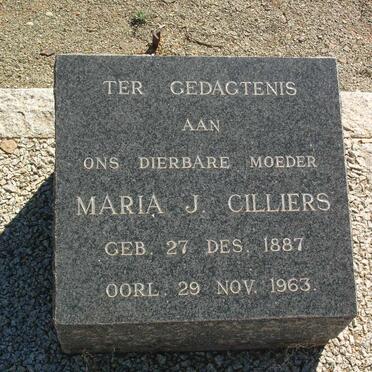 TER GEDAGTENIS
AAN
ONS DIERBARE MOEDER
MARIA J. CILLIERS
GEB. 27 DES. 1887
OORL. 29 NOV. 1963.